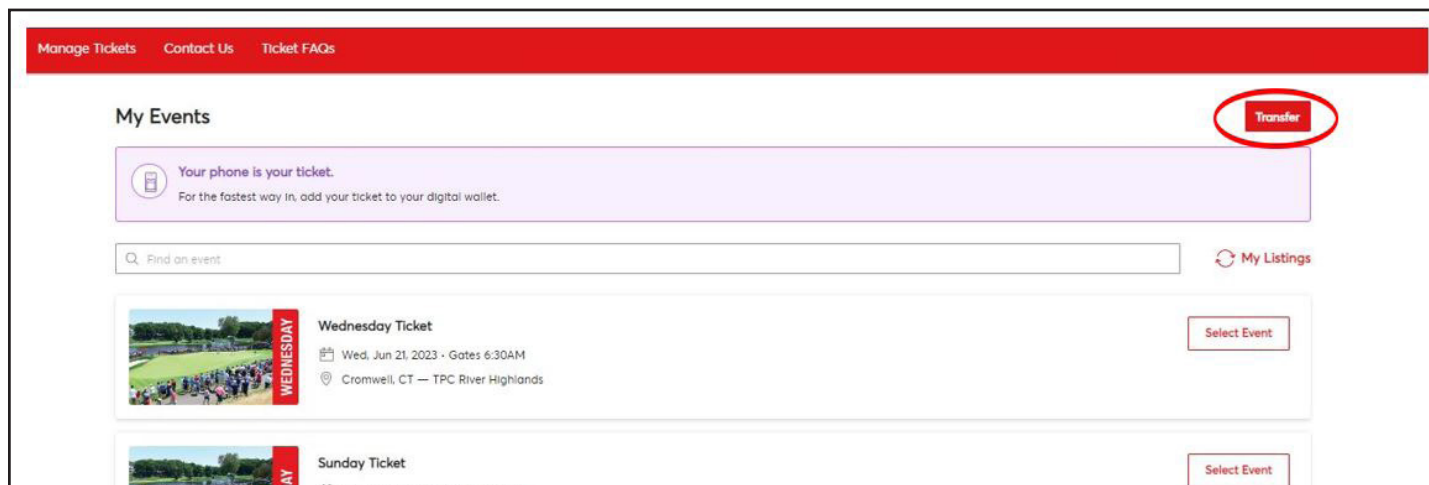 Manage Tickets Contact Us Ticket FAQs
My Events
Transfer
Your phone is your ticket.
For the fastest way in, add your ticket to your digital wallet.
Find an event
My Listings
WEDNESDAY
Wednesday Ticket
Wed, Jun 21, 2023 • Gates 6:30AM
Cromwell, CT — TPC River Highlands
Select Event
Sunday Ticket
Select Event